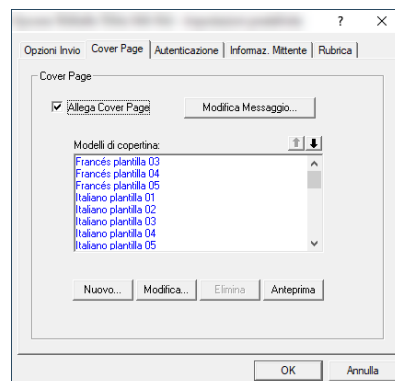 Opzioni Invio Cover Page Autenticazione Informaz. Mittente Rubrica
Cover Page
Allega Cover Page Modifica Messaggio...
Modelli di copertina:
Francés plantilla 03
Francés plantilla 04
Francés plantilla 05
Italiano plantilla 01
Italiano plantilla 02
Italiano plantilla 03
Italiano plantilla 04
Italiano plantilla 05
Nuovo... Modifica... Elimina Anteprima
OK Annulla